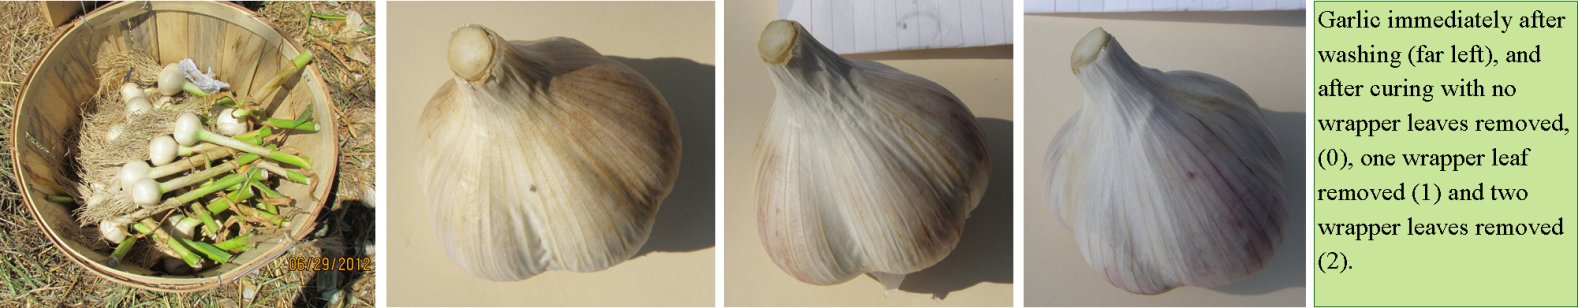 06/29/2012
Garlic immediately after
washing (far left), and
after curing with no
wrapper leaves removed,
(0), one wrapper leaf
removed (1) and two
wrapper leaves removed
(2).